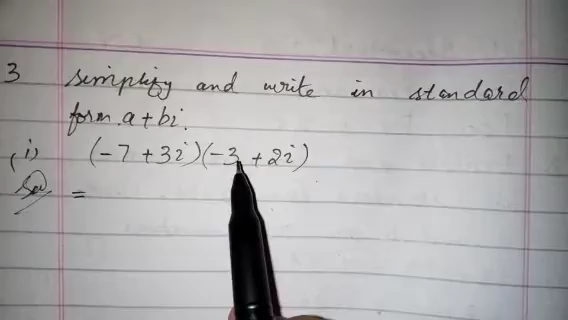 3 simplify and write in standard
form a+bi.
(i) (-7 + 3i)(-3 + 2i)
Sol =